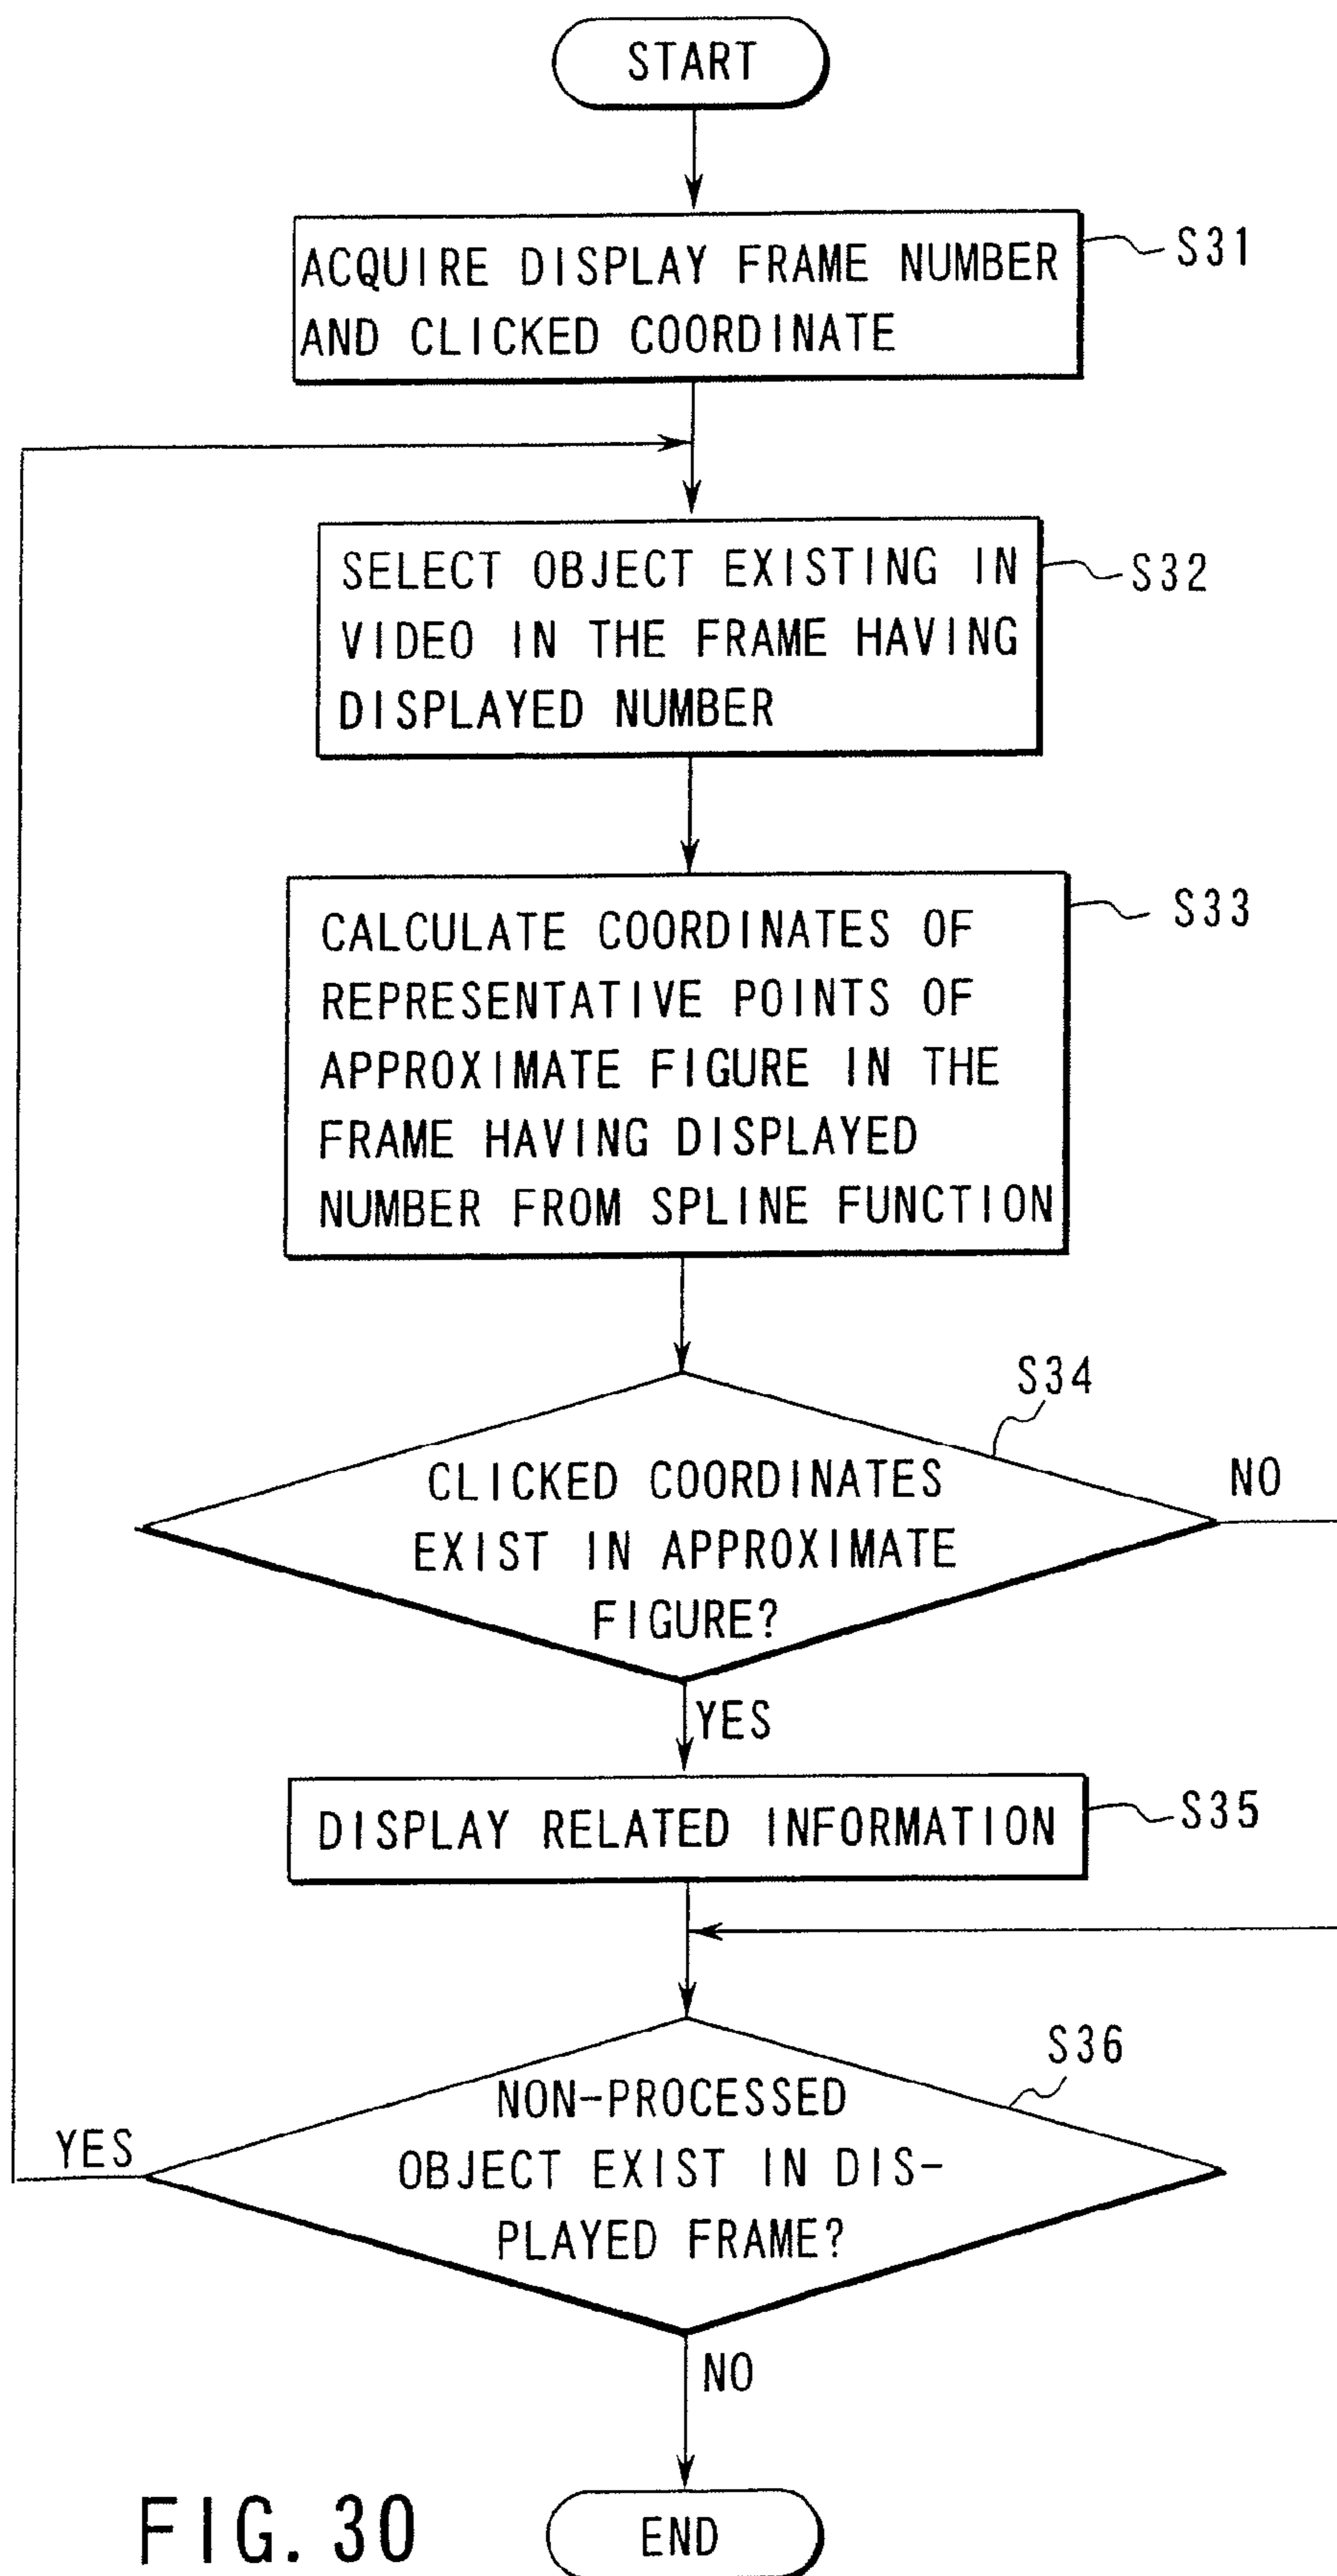 START
ACQUIRE DISPLAY FRAME NUMBER
AND CLICKED COORDINATE
S31
SELECT OBJECT EXISTING IN
VIDEO IN THE FRAME HAVING
DISPLAYED NUMBER
S32
CALCULATE COORDINATES OF
REPRESENTATIVE POINTS OF
APPROXIMATE FIGURE IN THE
FRAME HAVING DISPLAYED
NUMBER FROM SPLINE FUNCTION
S33
S34
CLICKED COORDINATES
EXIST IN APPROXIMATE
FIGURE?
NO
YES
DISPLAY RELATED INFORMATION
S35
S36
NON-PROCESSED
OBJECT EXIST IN DIS-
PLAYED FRAME?
YES
NO
END
FIG. 30